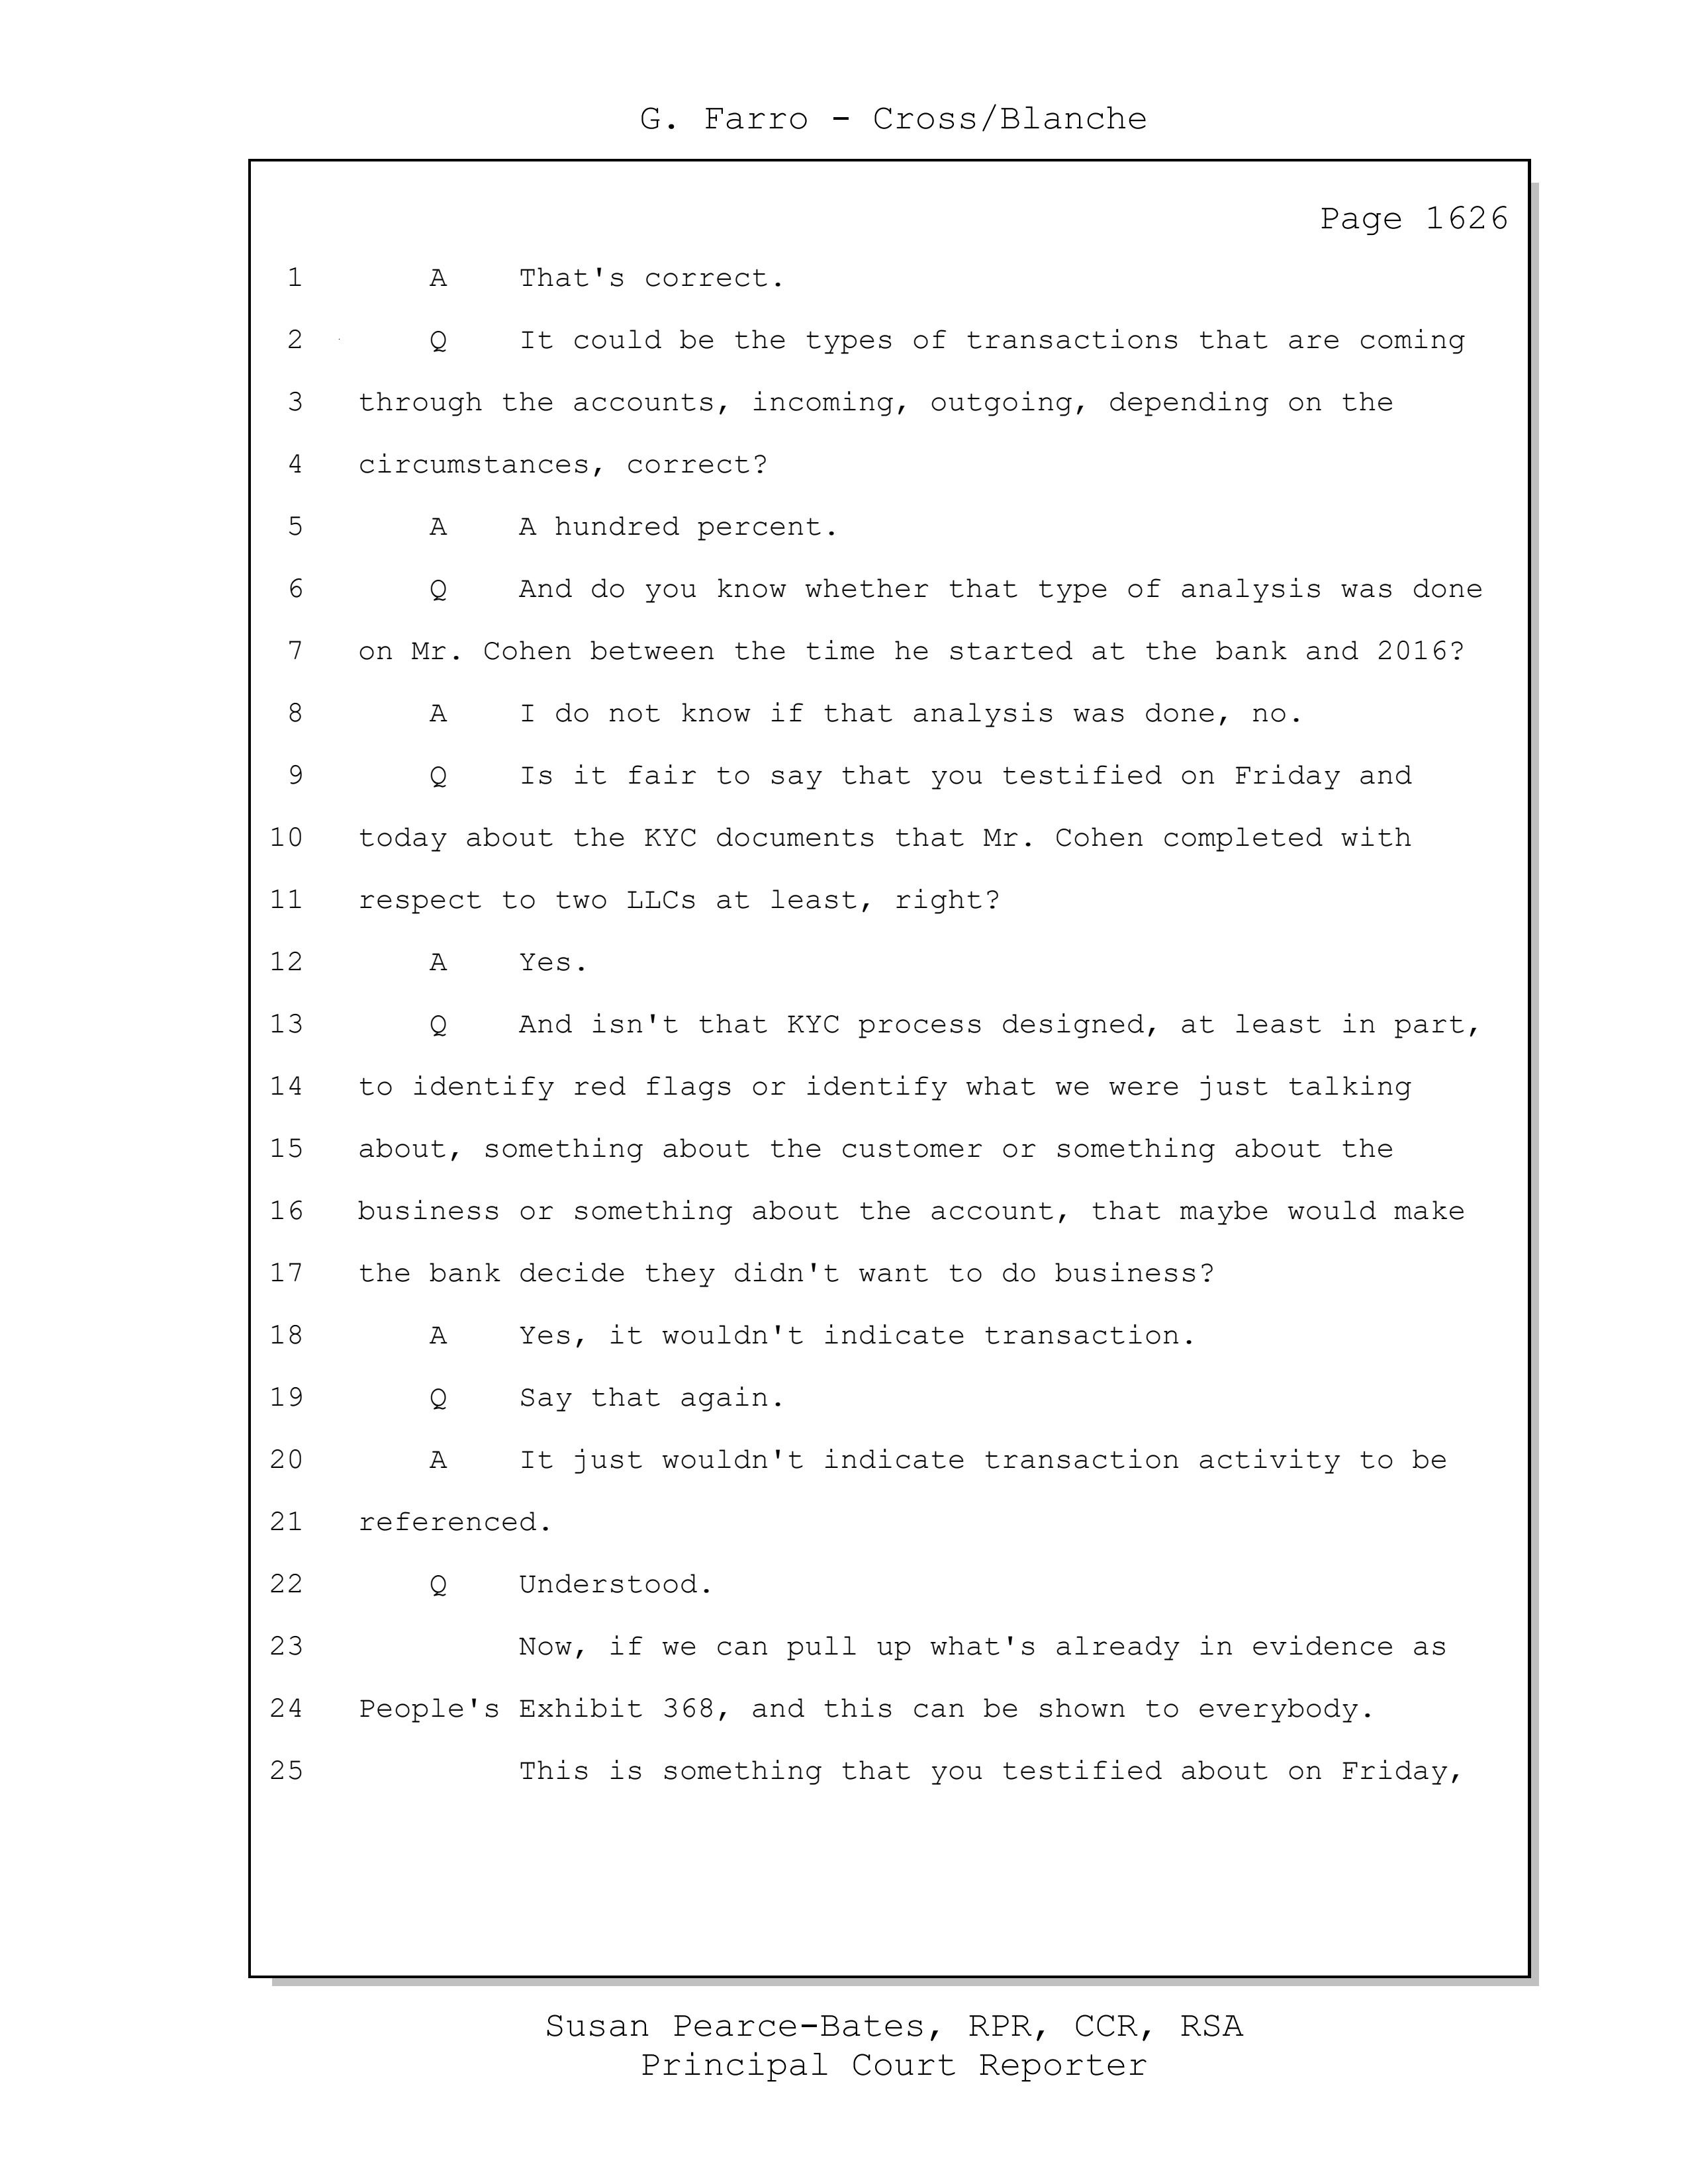 G. Farro - Cross/Blanche
Page 1626
1 A That's correct.
2 Q It could be the types of transactions that are coming
3 through the accounts, incoming, outgoing, depending on the
4 circumstances, correct?
5 A A hundred percent.
6 Q And do you know whether that type of analysis was done
7 on Mr. Cohen between the time he started at the bank and 2016?
8 A I do not know if that analysis was done, no.
9 Q Is it fair to say that you testified on Friday and
10 today about the KYC documents that Mr. Cohen completed with
11 respect to two LLCs at least, right?
12 A Yes.
13 Q And isn't that KYC process designed, at least in part,
14 to identify red flags or identify what we were just talking
15 about, something about the customer or something about the
16 business or something about the account, that maybe would make
17 the bank decide they didn't want to do business?
18 A Yes, it wouldn't indicate transaction.
19 Q Say that again.
20 A It just wouldn't indicate transaction activity to be
21 referenced.
22 Q Understood.
23 Now, if we can pull up what's already in evidence as
24 People's Exhibit 368, and this can be shown to everybody.
25 This is something that you testified about on Friday,
Susan Pearce-Bates, RPR, CCR, RSA
Principal Court Reporter